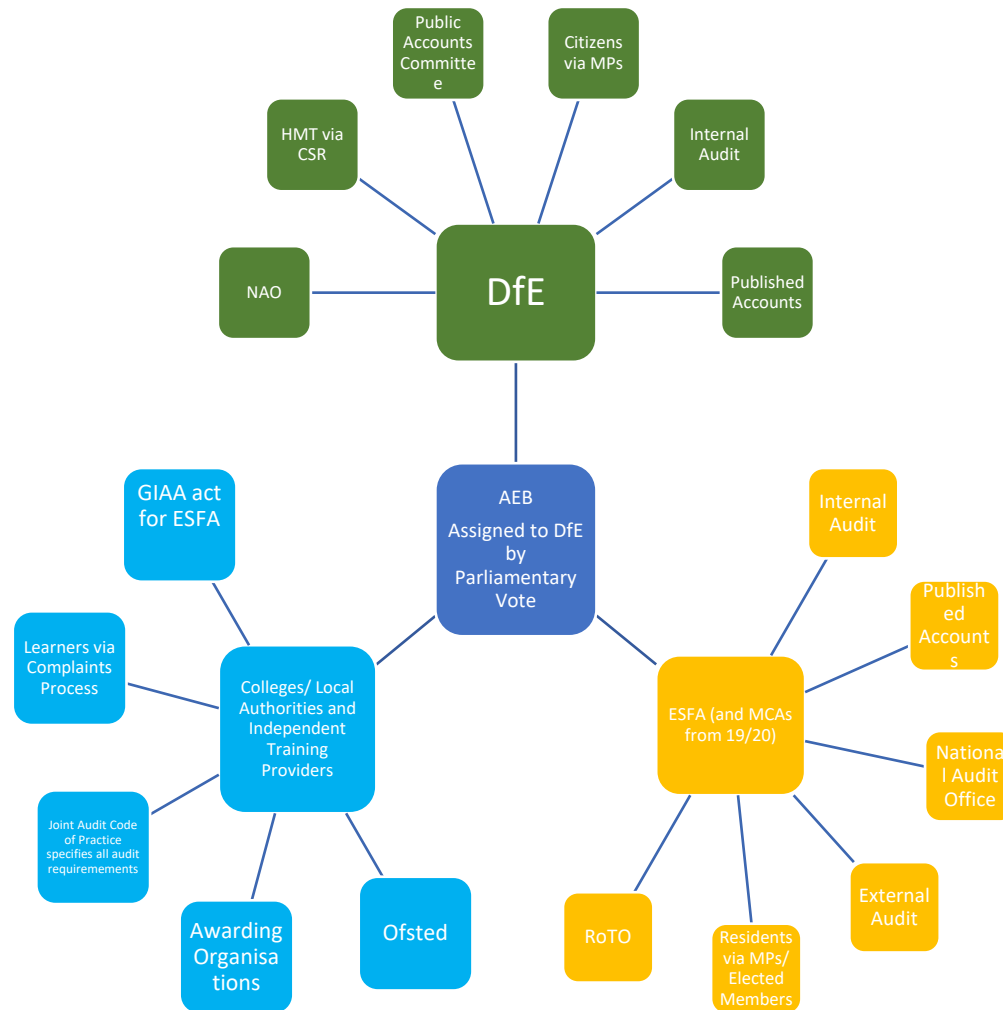 Public
Accounts
Committe
e
Citizens
via MPs
HMT via
CSR
Internal
Audit
NAO
DfE
Published
Accounts
AEB
Assigned to DfE
by
Parliamentary
Vote
GIAA act
for ESFA
Learners via
Complaints
Process
Colleges/ Local
Authorities and
Independent
Training
Providers
Joint Audit Code
of Practice
specifies all audit
requiremements
Awarding
Organisa
tions
Ofsted
Internal
Audit
Publish
ed
Account
s
ESFA (and MCAs
from 19/20)
Nationa
l Audit
Office
External
Audit
RoTO
Residents
via MPs/
Elected
Members